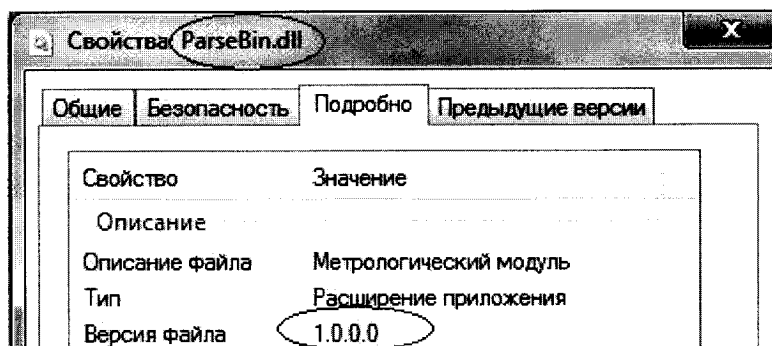 Свойства: ParseBin.dll
X
Общие Безопасность Подробно Предыдущие версии
Свойство Значение
Описание
Описание файла Метрологический модуль
Тип Расширение приложения
Версия файла 1.0.0.0